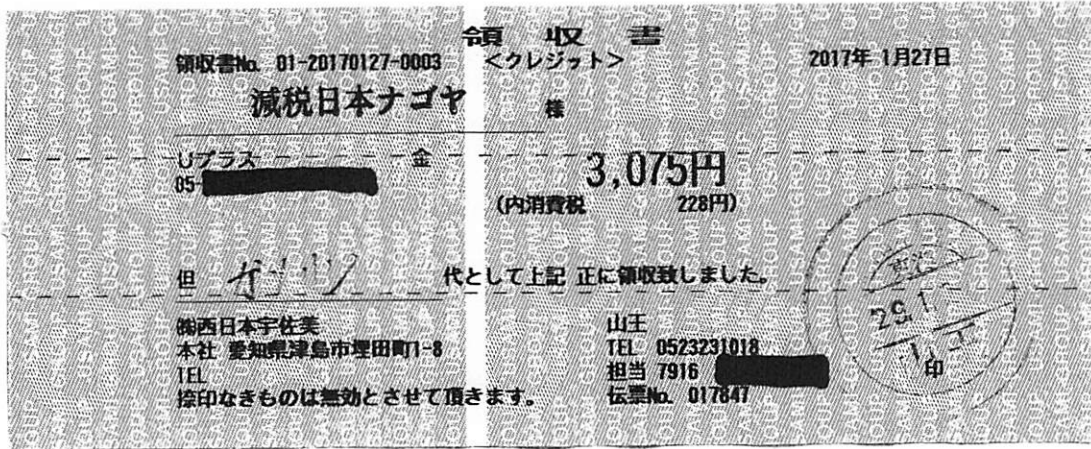 領収書
領収書No. 01-20170127-0003 <クレジット> 2017年 1月27日
減税日本ナゴヤ 様
Uプラス 金 3,075円
05-
(内消費税 228円)
但 ガソリン 代として上記 正に領収致しました。
㈱西日本宇佐美 山王
本社 愛知県津島市埋田町1-8 TEL 0523231018
TEL 担当 7916
捺印なきものは無効とさせて頂きます。 伝票No. 017847
印